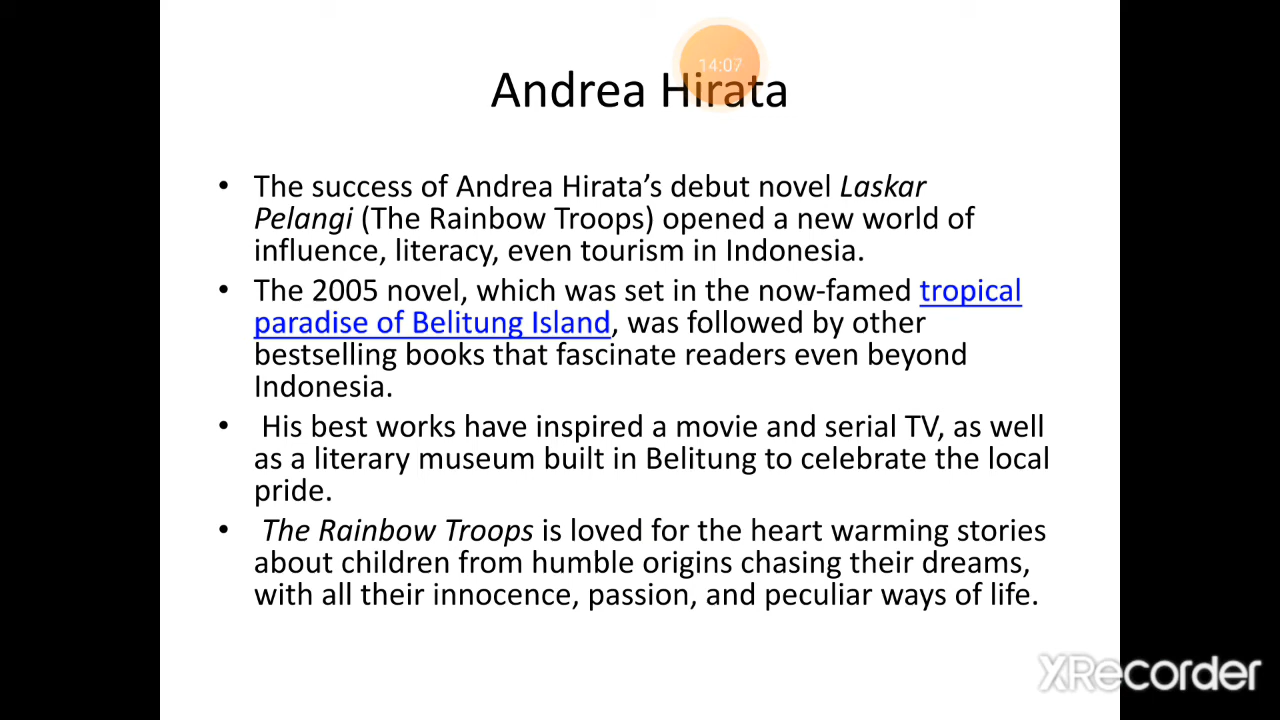 14:07
Andrea Hirata
• The success of Andrea Hirata’s debut novel Laskar
Pelangi (The Rainbow Troops) opened a new world of
influence, literacy, even tourism in Indonesia.
• The 2005 novel, which was set in the now-famed tropical
paradise of Belitung Island, was followed by other
bestselling books that fascinate readers even beyond
Indonesia.
• His best works have inspired a movie and serial TV, as well
as a literary museum built in Belitung to celebrate the local
pride.
• The Rainbow Troops is loved for the heart warming stories
about children from humble origins chasing their dreams,
with all their innocence, passion, and peculiar ways of life.
XRecorder